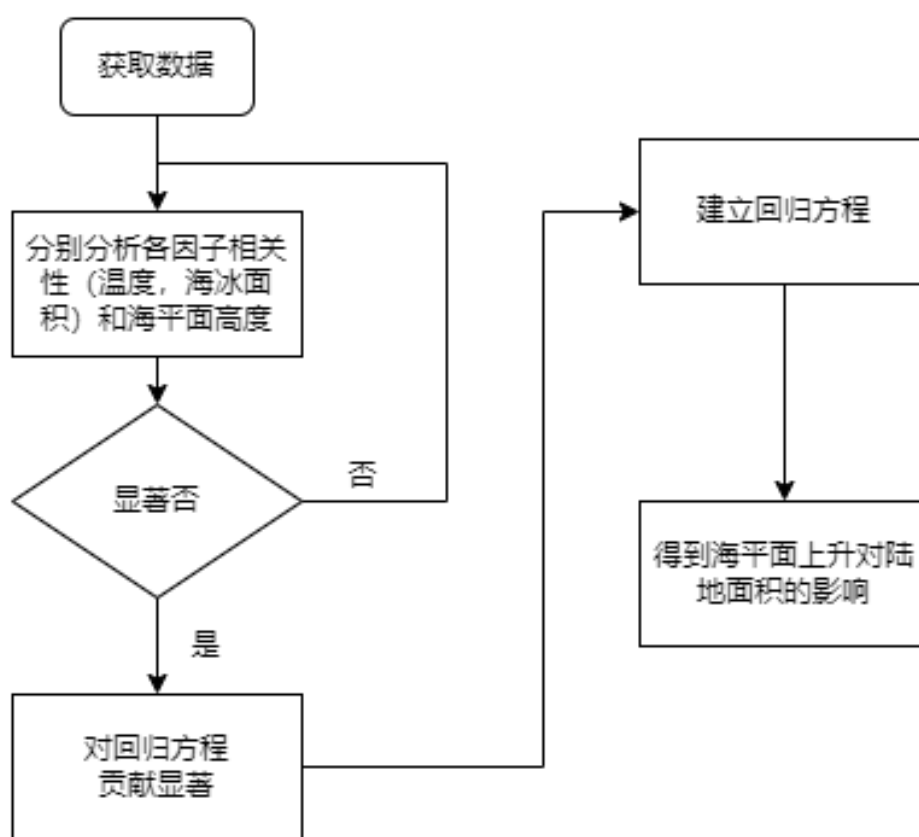 获取数据
分别分析各因子相关
性（温度，海冰面
积）和海平面高度
显著否
否
是
对回归方程
贡献显著
建立回归方程
得到海平面上升对陆
地面积的影响